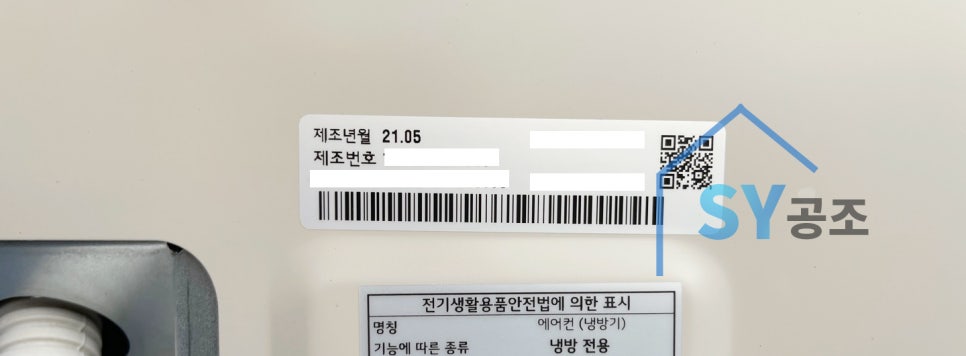 제조년월 21.05
제조번호
SY공조
전기생활용품안전법에 의한 표시
명칭 에어컨 (냉방기)
기능에 따른 종류 냉방 전용